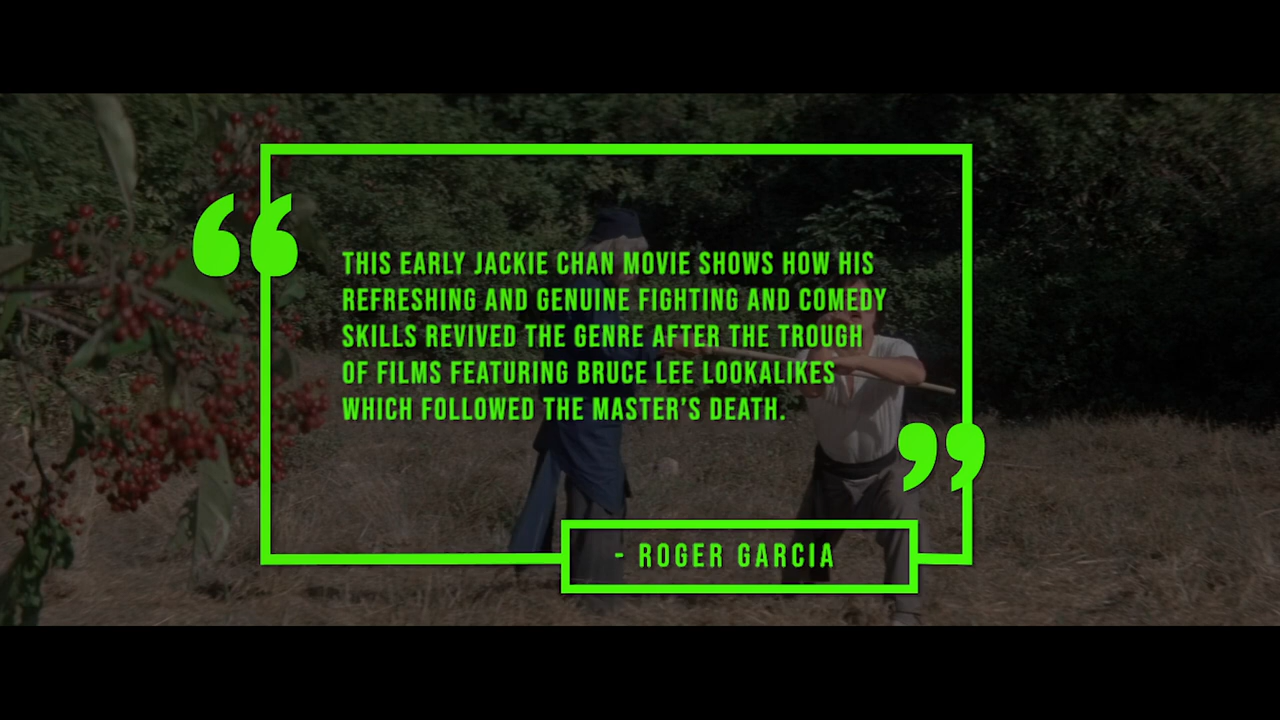 “
THIS EARLY JACKIE CHAN MOVIE SHOWS HOW HIS
REFRESHING AND GENUINE FIGHTING AND COMEDY
SKILLS REVIVED THE GENRE AFTER THE TROUGH
OF FILMS FEATURING BRUCE LEE LOOKALIKES
WHICH FOLLOWED THE MASTER’S DEATH.
”
- ROGER GARCIA